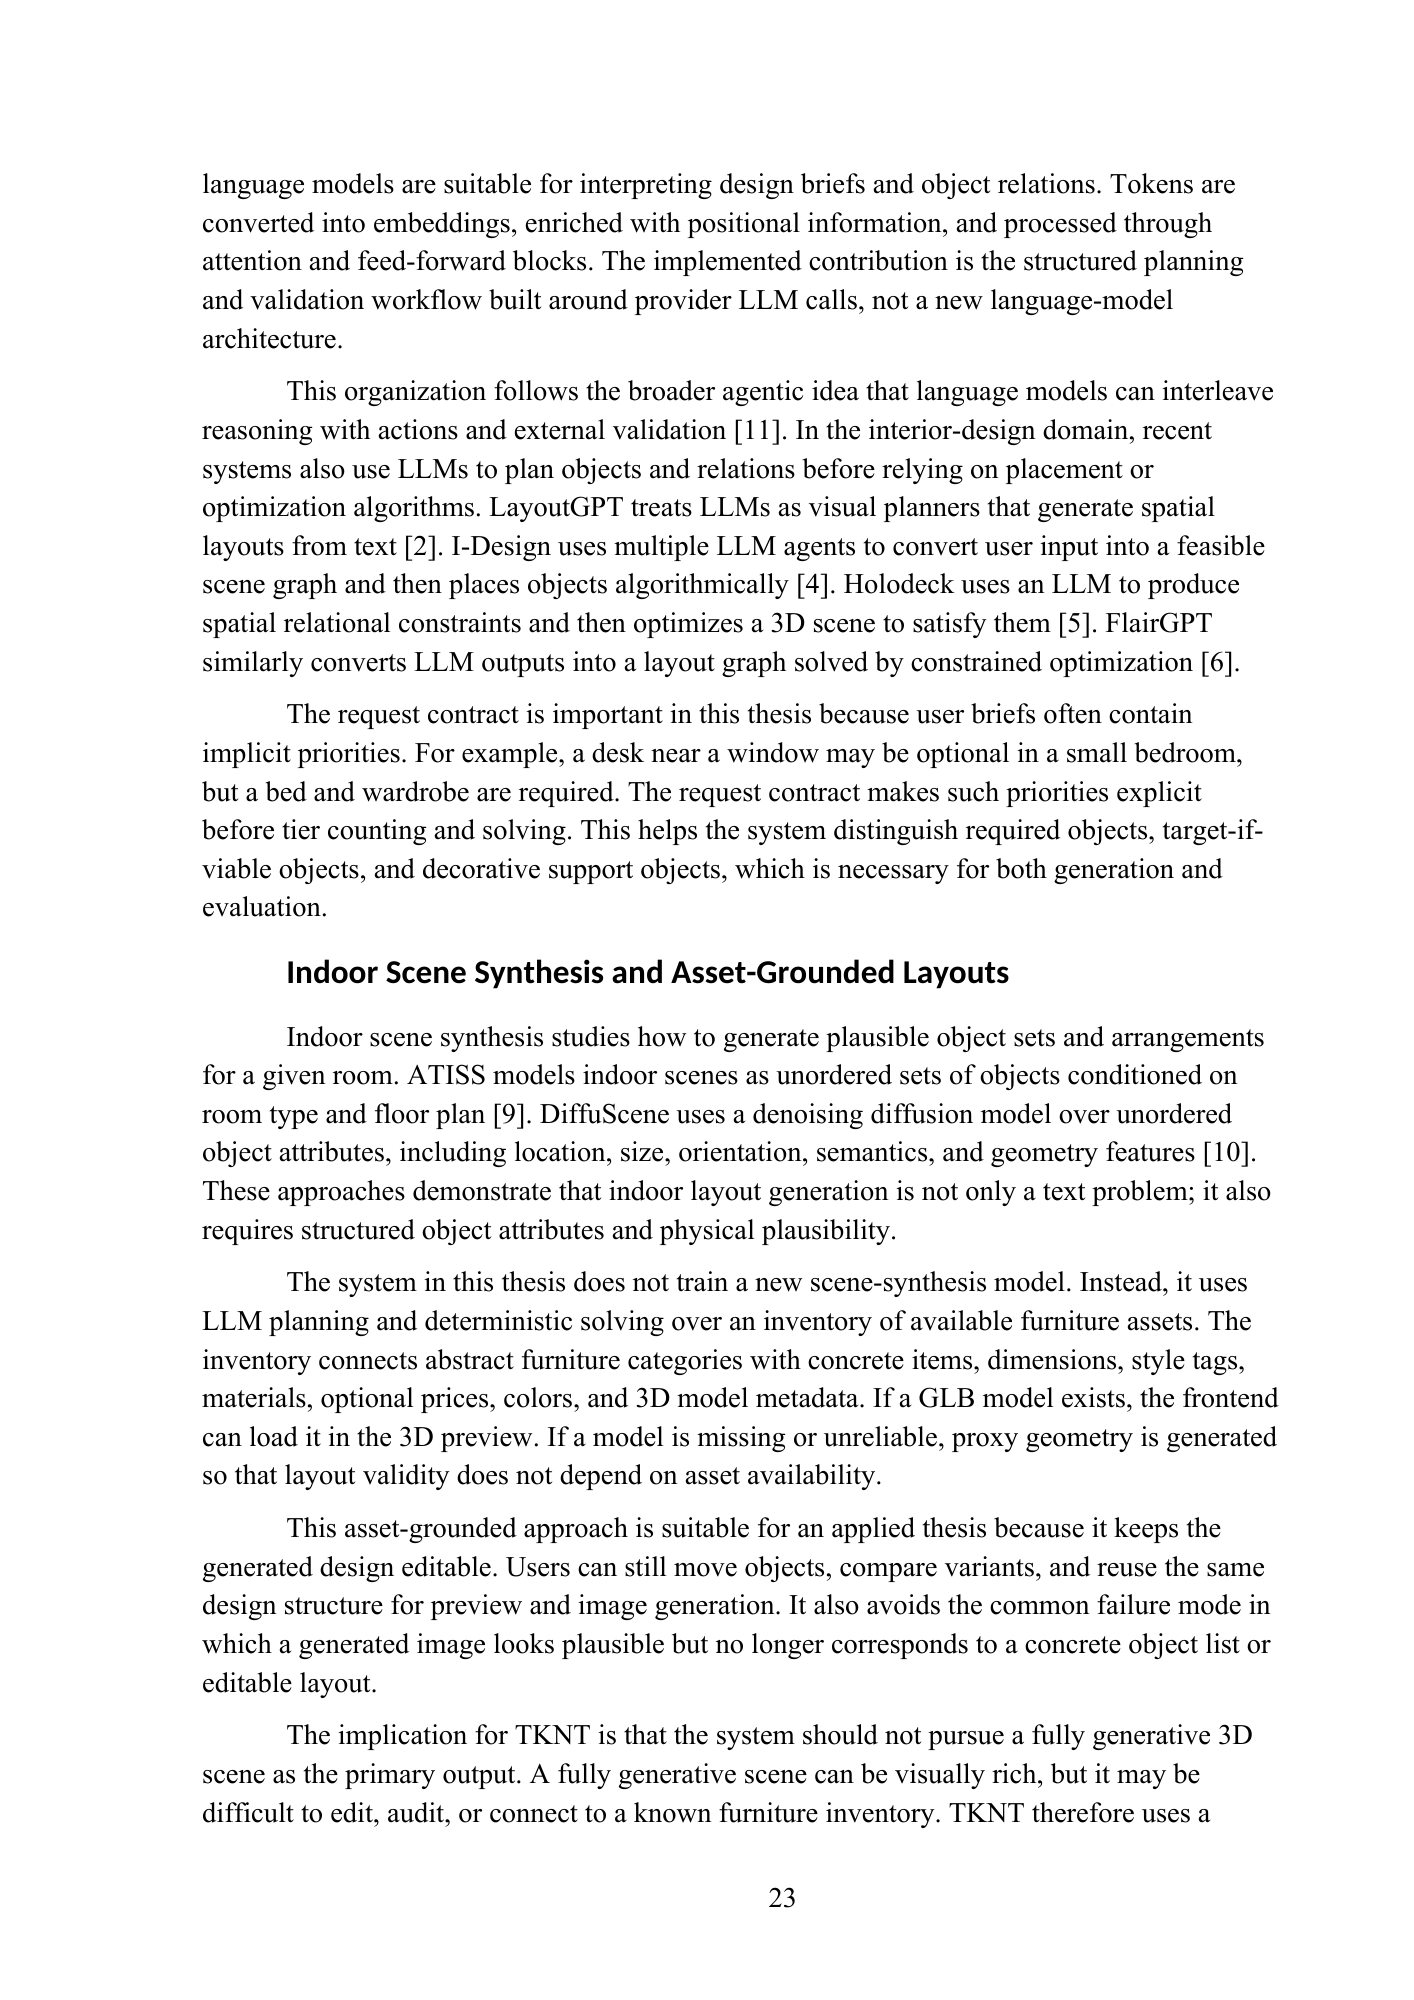 language models are suitable for interpreting design briefs and object relations. Tokens are
converted into embeddings, enriched with positional information, and processed through
attention and feed-forward blocks. The implemented contribution is the structured planning
and validation workflow built around provider LLM calls, not a new language-model
architecture.
This organization follows the broader agentic idea that language models can interleave
reasoning with actions and external validation [11]. In the interior-design domain, recent
systems also use LLMs to plan objects and relations before relying on placement or
optimization algorithms. LayoutGPT treats LLMs as visual planners that generate spatial
layouts from text [2]. I-Design uses multiple LLM agents to convert user input into a feasible
scene graph and then places objects algorithmically [4]. Holodeck uses an LLM to produce
spatial relational constraints and then optimizes a 3D scene to satisfy them [5]. FlairGPT
similarly converts LLM outputs into a layout graph solved by constrained optimization [6].
The request contract is important in this thesis because user briefs often contain
implicit priorities. For example, a desk near a window may be optional in a small bedroom,
but a bed and wardrobe are required. The request contract makes such priorities explicit
before tier counting and solving. This helps the system distinguish required objects, target-if-
viable objects, and decorative support objects, which is necessary for both generation and
evaluation.
Indoor Scene Synthesis and Asset-Grounded Layouts
Indoor scene synthesis studies how to generate plausible object sets and arrangements
for a given room. ATISS models indoor scenes as unordered sets of objects conditioned on
room type and floor plan [9]. DiffuScene uses a denoising diffusion model over unordered
object attributes, including location, size, orientation, semantics, and geometry features [10].
These approaches demonstrate that indoor layout generation is not only a text problem; it also
requires structured object attributes and physical plausibility.
The system in this thesis does not train a new scene-synthesis model. Instead, it uses
LLM planning and deterministic solving over an inventory of available furniture assets. The
inventory connects abstract furniture categories with concrete items, dimensions, style tags,
materials, optional prices, colors, and 3D model metadata. If a GLB model exists, the frontend
can load it in the 3D preview. If a model is missing or unreliable, proxy geometry is generated
so that layout validity does not depend on asset availability.
This asset-grounded approach is suitable for an applied thesis because it keeps the
generated design editable. Users can still move objects, compare variants, and reuse the same
design structure for preview and image generation. It also avoids the common failure mode in
which a generated image looks plausible but no longer corresponds to a concrete object list or
editable layout.
The implication for TKNT is that the system should not pursue a fully generative 3D
scene as the primary output. A fully generative scene can be visually rich, but it may be
difficult to edit, audit, or connect to a known furniture inventory. TKNT therefore uses a
23